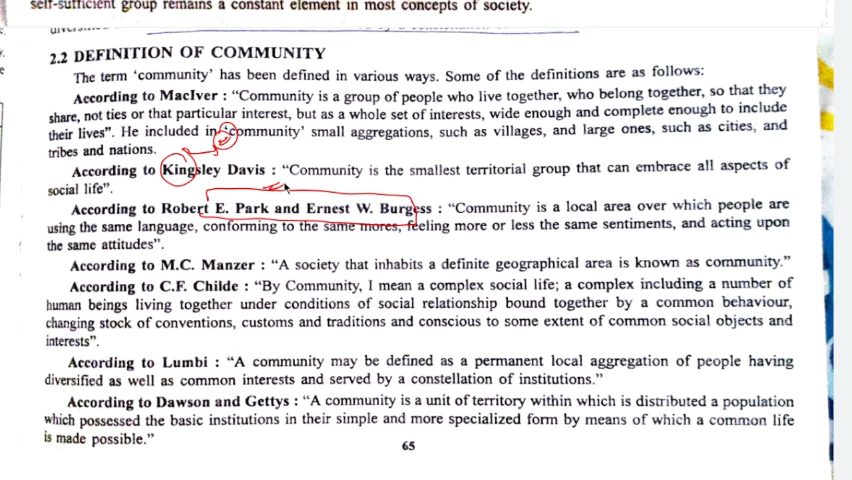 self-sufficient group remains a constant element in most concepts of society.
2.2 DEFINITION OF COMMUNITY
The term ‘community’ has been defined in various ways. Some of the definitions are as follows:
According to MacIver : “Community is a group of people who live together, who belong together, so that they
share, not ties or that particular interest, but as a whole set of interests, wide enough and complete enough to include
their lives”. He included in ‘community’ small aggregations, such as villages, and large ones, such as cities, and
tribes and nations.
According to Kingsley Davis : “Community is the smallest territorial group that can embrace all aspects of
social life”.
According to Robert E. Park and Ernest W. Burgess : “Community is a local area over which people are
using the same language, conforming to the same mores, feeling more or less the same sentiments, and acting upon
the same attitudes”.
According to M.C. Manzer : “A society that inhabits a definite geographical area is known as community.”
According to C.F. Childe : “By Community, I mean a complex social life; a complex including a number of
human beings living together under conditions of social relationship bound together by a common behaviour,
changing stock of conventions, customs and traditions and conscious to some extent of common social objects and
interests”.
According to Lumbi : “A community may be defined as a permanent local aggregation of people having
diversified as well as common interests and served by a constellation of institutions.”
According to Dawson and Gettys : “A community is a unit of territory within which is distributed a population
which possessed the basic institutions in their simple and more specialized form by means of which a common life
is made possible.”
65